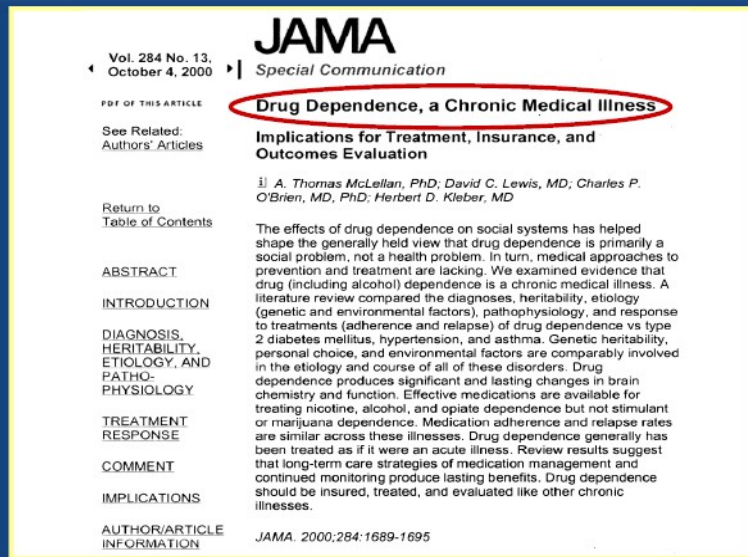 JAMA
Vol. 284 No. 13,
October 4, 2000
Special Communication
PDF OF THIS ARTICLE
See Related:
Authors' Articles
Return to
Table of Contents
ABSTRACT
INTRODUCTION
DIAGNOSIS,
HERITABILITY,
ETIOLOGY, AND
PATHO-
PHYSIOLOGY
TREATMENT
RESPONSE
COMMENT
IMPLICATIONS
AUTHOR/ARTICLE
INFORMATION
Drug Dependence, a Chronic Medical Illness
Implications for Treatment, Insurance, and
Outcomes Evaluation
A. Thomas McLellan, PhD; David C. Lewis, MD; Charles P.
O'Brien, MD, PhD; Herbert D. Kleber, MD
The effects of drug dependence on social systems has helped
shape the generally held view that drug dependence is primarily a
social problem, not a health problem. In turn, medical approaches to
prevention and treatment are lacking. We examined evidence that
drug (including alcohol) dependence is a chronic medical illness. A
literature review compared the diagnoses, heritability, etiology
(genetic and environmental factors), pathophysiology, and response
to treatments (adherence and relapse) of drug dependence vs type
2 diabetes mellitus, hypertension, and asthma. Genetic heritability,
personal choice, and environmental factors are comparably involved
in the etiology and course of all of these disorders. Drug
dependence produces significant and lasting changes in brain
chemistry and function. Effective medications are available for
treating nicotine, alcohol, and opiate dependence but not stimulant
or marijuana dependence. Medication adherence and relapse rates
are similar across these illnesses. Drug dependence generally has
been treated as if it were an acute illness. Review results suggest
that long-term care strategies of medication management and
continued monitoring produce lasting benefits. Drug dependence
should be insured, treated, and evaluated like other chronic
illnesses.
JAMA. 2000;284:1689-1695